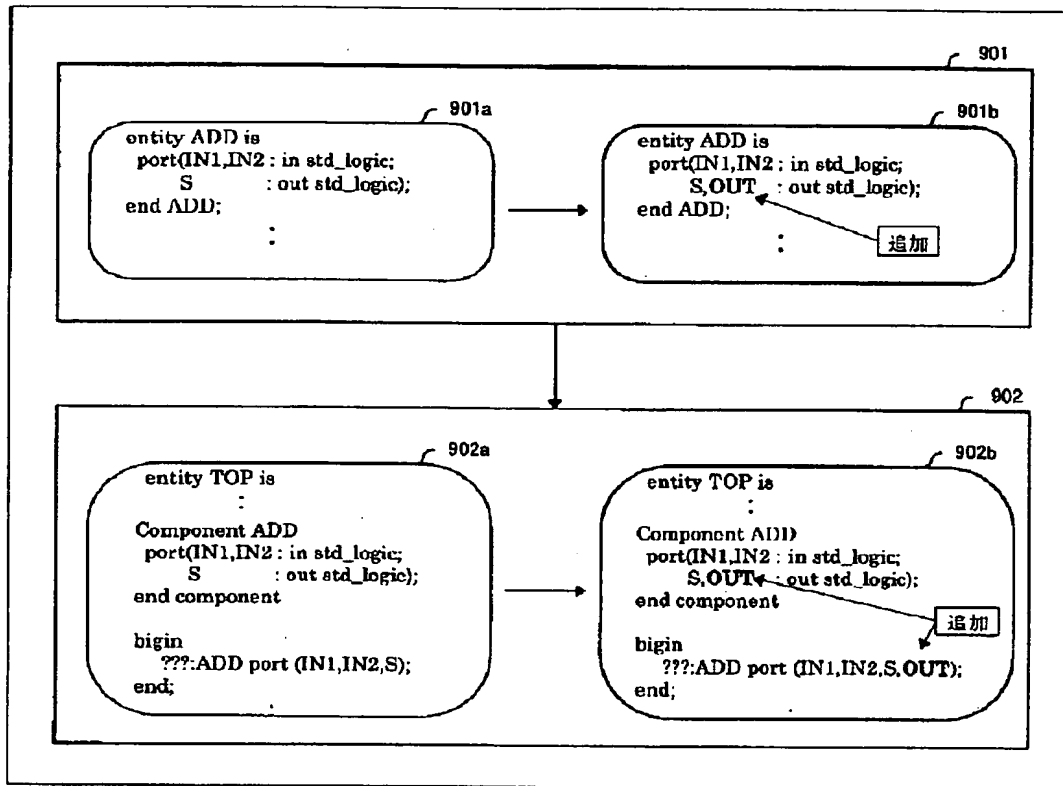 901
901a
entity ADD is
port(IN1,IN2 : in std_logic;
S : out std_logic);
end ADD;
:
901b
entity ADD is
port(IN1,IN2 : in std_logic;
S,OUT : out std_logic);
end ADD;
追加
:
902
902a
entity TOP is
:
Component ADD
port(IN1,IN2 : in std_logic;
S : out std_logic);
end component
bigin
???:ADD port (IN1,IN2,S);
end;
902b
entity TOP is
:
Component ADD
port(IN1,IN2 : in std_logic;
S,OUT : out std_logic);
end component
追加
bigin
???:ADD port (IN1,IN2,S,OUT);
end;